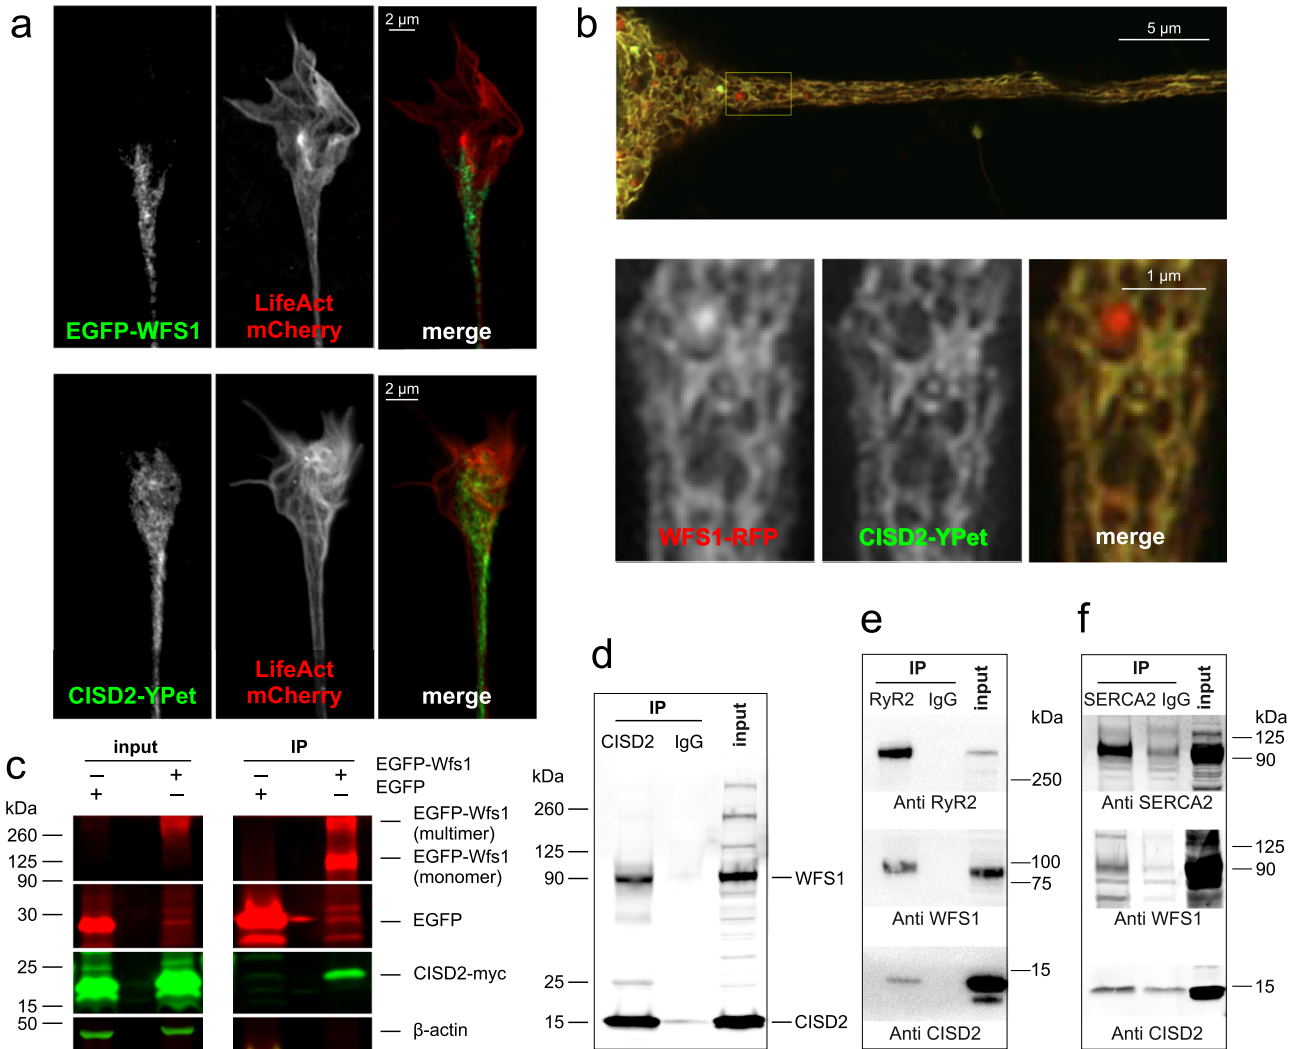 a
2 µm
EGFP-WFS1
LifeAct
mCherry
merge
2 µm
CISD2-YPet
LifeAct
mCherry
merge
b
5 µm
1 µm
WFS1-RFP
CISD2-YPet
merge
c
input
IP
– + – + EGFP-Wfs1
+ – + – EGFP
kDa
260
125
90
30
25
15
50
EGFP-Wfs1
(multimer)
EGFP-Wfs1
(monomer)
EGFP
CISD2-myc
β-actin
d
IP
CISD2 IgG input
kDa
260
125
90
25
15
WFS1
CISD2
e
IP
RyR2 IgG input
kDa
250
Anti RyR2
100
75
Anti WFS1
15
Anti CISD2
f
IP
SERCA2 IgG input
kDa
125
90
Anti SERCA2
125
90
Anti WFS1
15
Anti CISD2